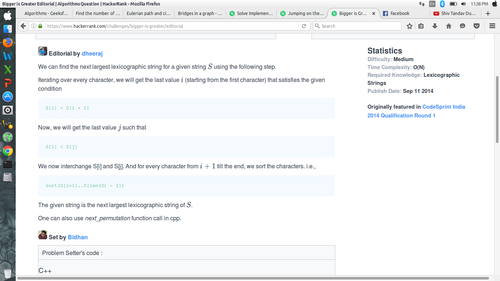 Bigger is Greater Editorial | Algorithms Question | HackerRank - Mozilla Firefox
11:38 PM
Algorithms - Geeksf...
Find the number of ...
Eulerian path and ci...
Bridges in a graph - ...
Solve Implemen...
Jumping on the...
Bigger is Gr...
Facebook
Shiv Tandav Du...
https://www.hackerrank.com/challenges/bigger-is-greater/editorial
Search
Editorial by dheeraj
We can find the next largest lexicographic string for a given string S using the following step.
Iterating over every character, we will get the last value i (starting from the first character) that satisfies the given
condition
S[i] < S[i + 1]
Now, we will get the last value j such that
S[i] < S[j]
We now interchange S[i] and S[j]. And for every character from i + 1 till the end, we sort the characters. i.e.,
sort(S[i+1]..S[len(S) - 1])
The given string is the next largest lexicographic string of S.
One can also use next_permutation function call in cpp.
Set by Bidhan
Problem Setter's code :
C++
Statistics
Difficulty: Medium
Time Complexity: O(N)
Required Knowledge: Lexicographic
Strings
Publish Date: Sep 11 2014
Originally featured in CodeSprint India
2014 Qualification Round 1